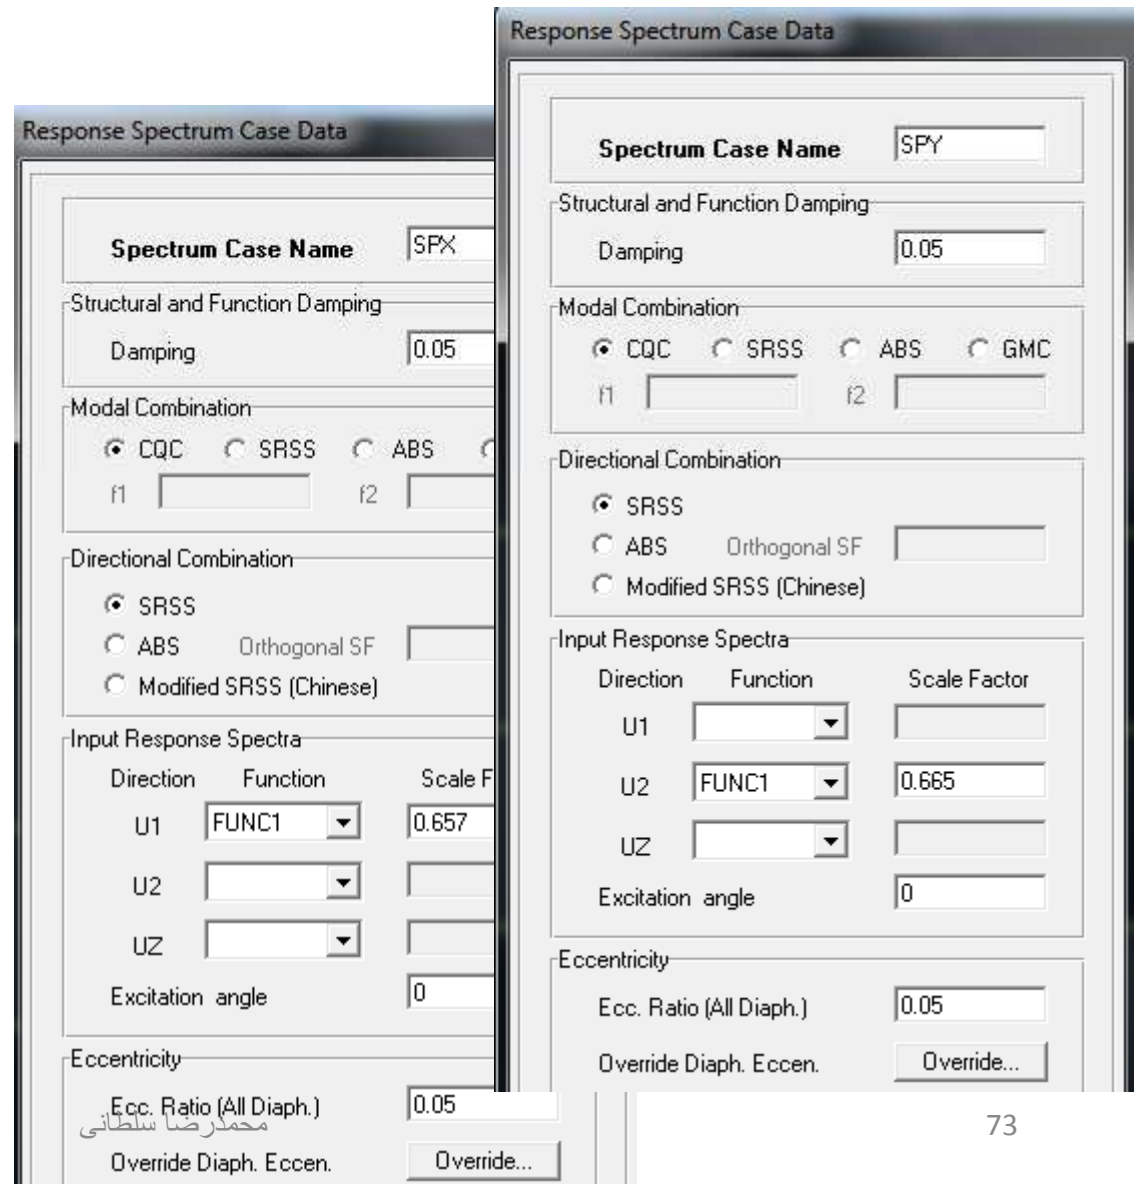 Response Spectrum Case Data
Spectrum Case Name SPX
Structural and Function Damping
Damping 0.05
Modal Combination
CQC SRSS ABS
f1 f2
Directional Combination
SRSS
ABS Orthogonal SF
Modified SRSS (Chinese)
Input Response Spectra
Direction Function Scale F
U1 FUNC1 0.657
U2
UZ
Excitation angle 0
Eccentricity
Ecc. Ratio (All Diaph.) 0.05
Override Diaph. Eccen. Override...
Response Spectrum Case Data
Spectrum Case Name SPY
Structural and Function Damping
Damping 0.05
Modal Combination
CQC SRSS ABS GMC
f1 f2
Directional Combination
SRSS
ABS Orthogonal SF
Modified SRSS (Chinese)
Input Response Spectra
Direction Function Scale Factor
U1
U2 FUNC1 0.665
UZ
Excitation angle 0
Eccentricity
Ecc. Ratio (All Diaph.) 0.05
Override Diaph. Eccen. Override...
محمدرضا سلطانی
73